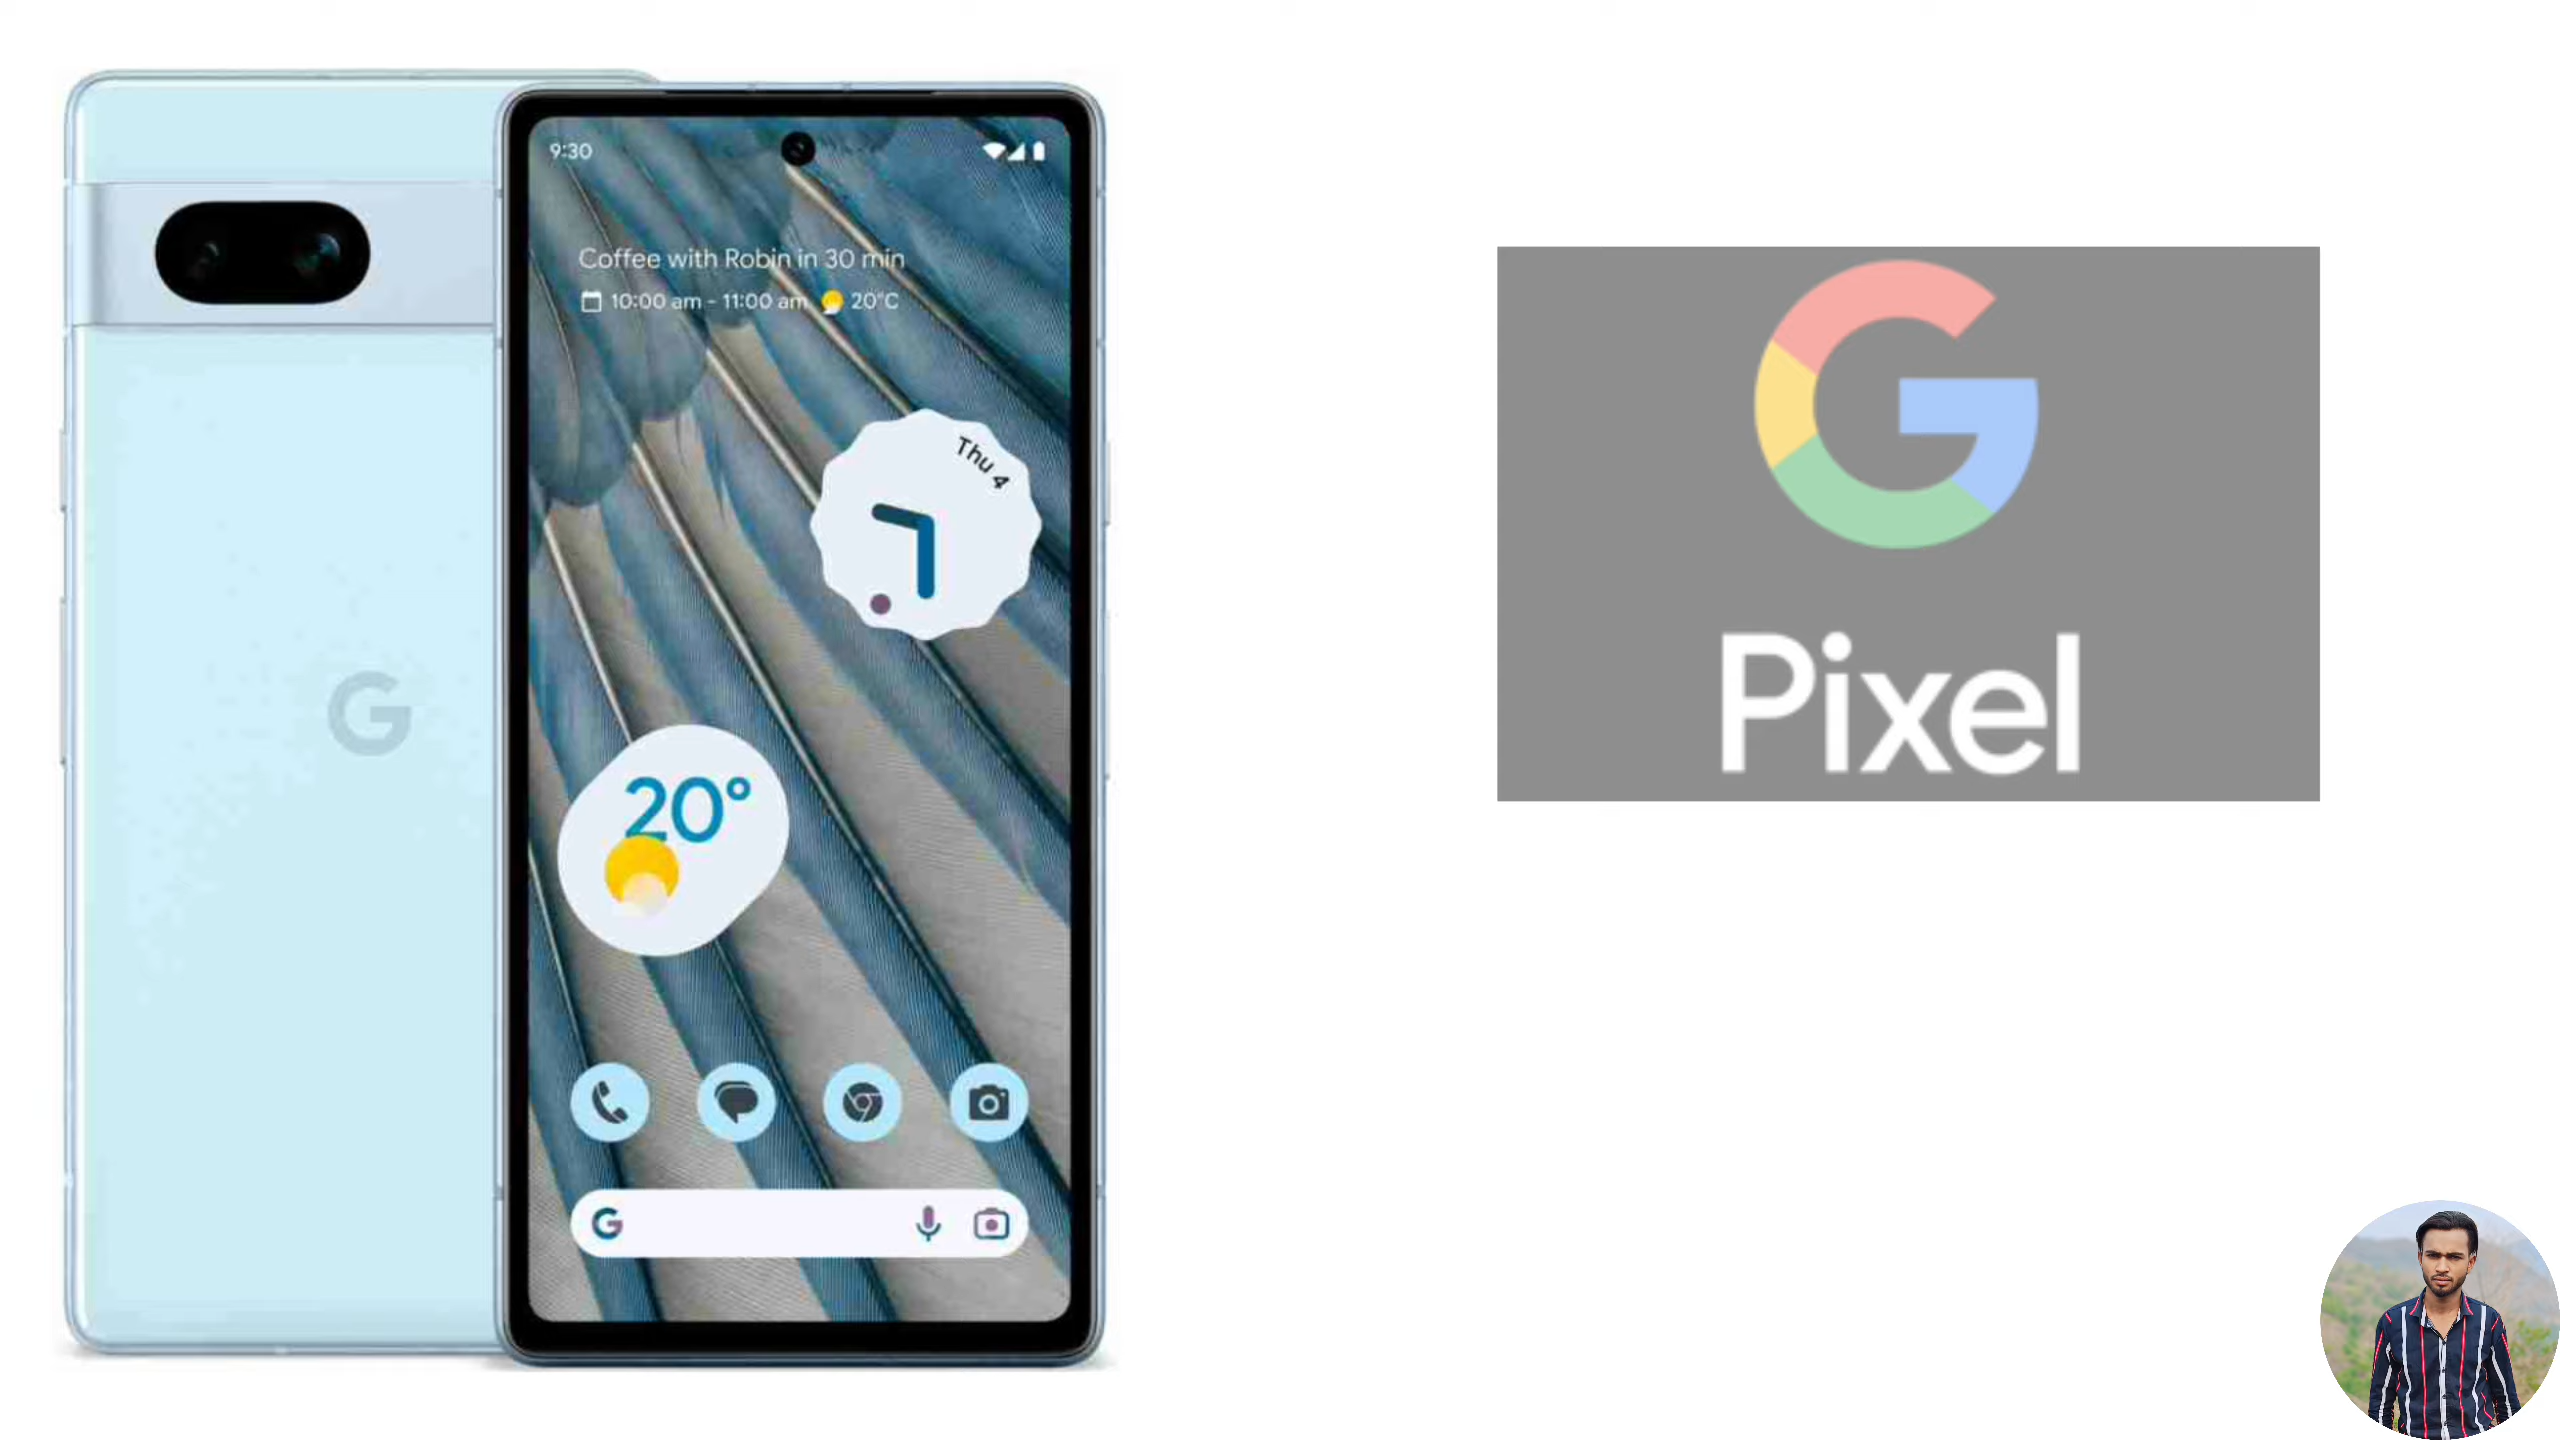 9:30
Coffee with Robin in 30 min
10:00 am - 11:00 am 20°C
Thu 4
20°
G
G
G
Pixel